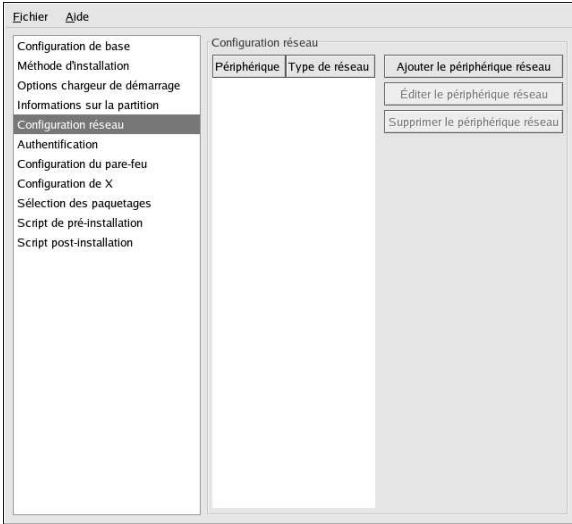 Fichier Aide
Configuration de base
Méthode d'installation
Options chargeur de démarrage
Informations sur la partition
Configuration réseau
Authentification
Configuration du pare-feu
Configuration de X
Sélection des paquetages
Script de pré-installation
Script post-installation
Configuration réseau
Périphérique Type de réseau
Ajouter le périphérique réseau
Éditer le périphérique réseau
Supprimer le périphérique réseau